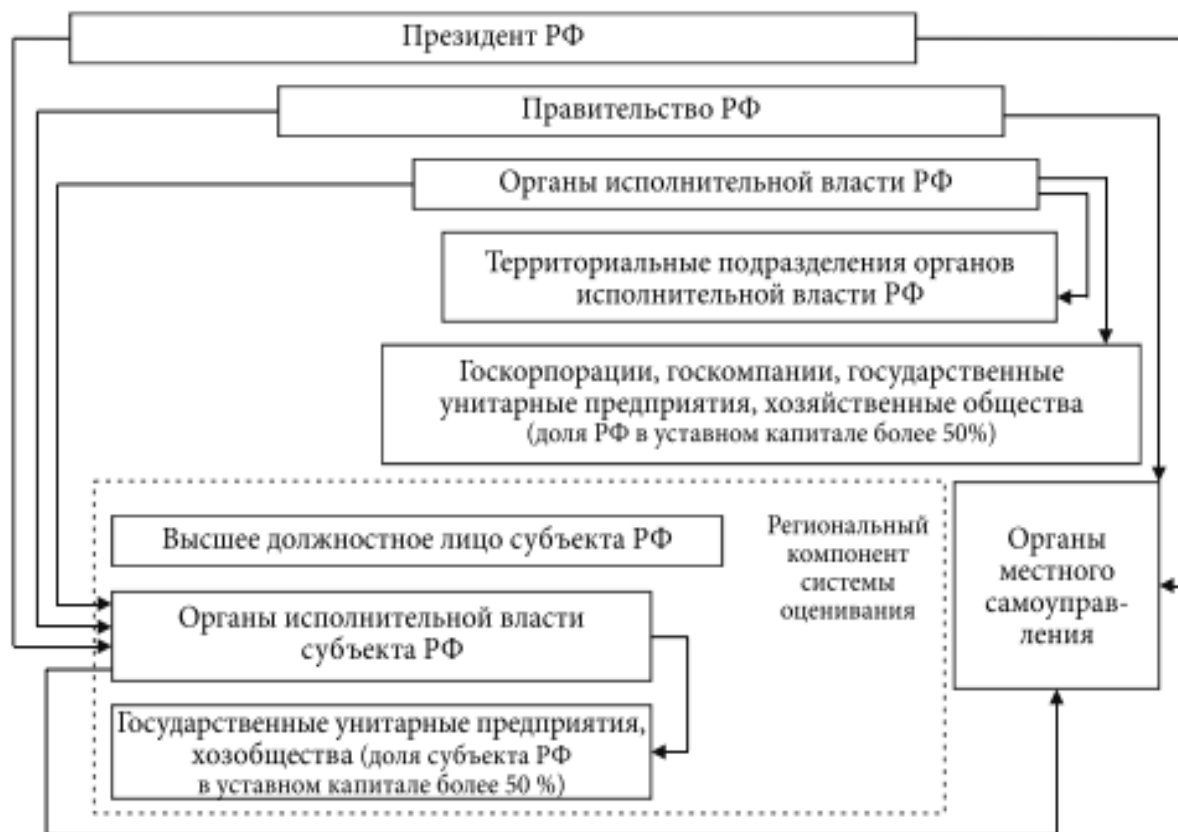 Президент РФ
Правительство РФ
Органы исполнительной власти РФ
Территориальные подразделения органов
исполнительной власти РФ
Госкорпорации, госкомпании, государственные
унитарные предприятия, хозяйственные общества
(доля РФ в уставном капитале более 50%)
Высшее должностное лицо субъекта РФ
Региональный
компонент
системы
оценивания
Органы исполнительной власти
субъекта РФ
Государственные унитарные предприятия,
хозобщества (доля субъекта РФ
в уставном капитале более 50 %)
Органы
местного
самоуправ-
ления